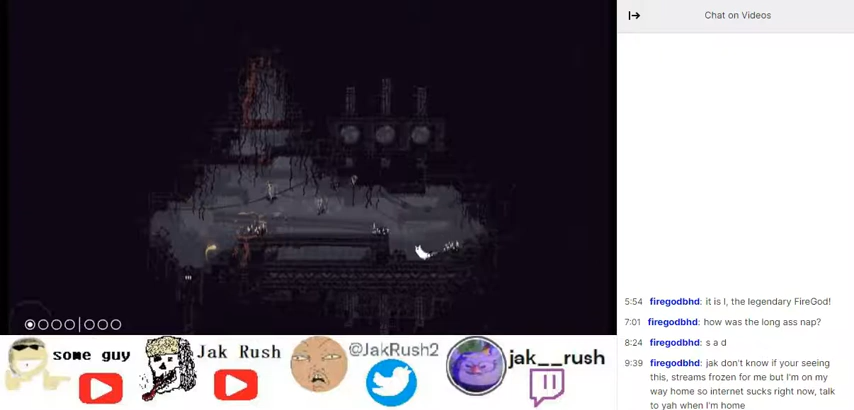 Chat on Videos
5:54 firegodbhd: it is I, the legendary FireGod!
7:01 firegodbhd: how was the long ass nap?
8:24 firegodbhd: s a d
9:39 firegodbhd: jak don't know if your seeing
this, streams frozen for me but I'm on my
way home so internet sucks right now, talk
to yah when I'm home
some guy
Jak Rush
@JakRush2
jak__rush